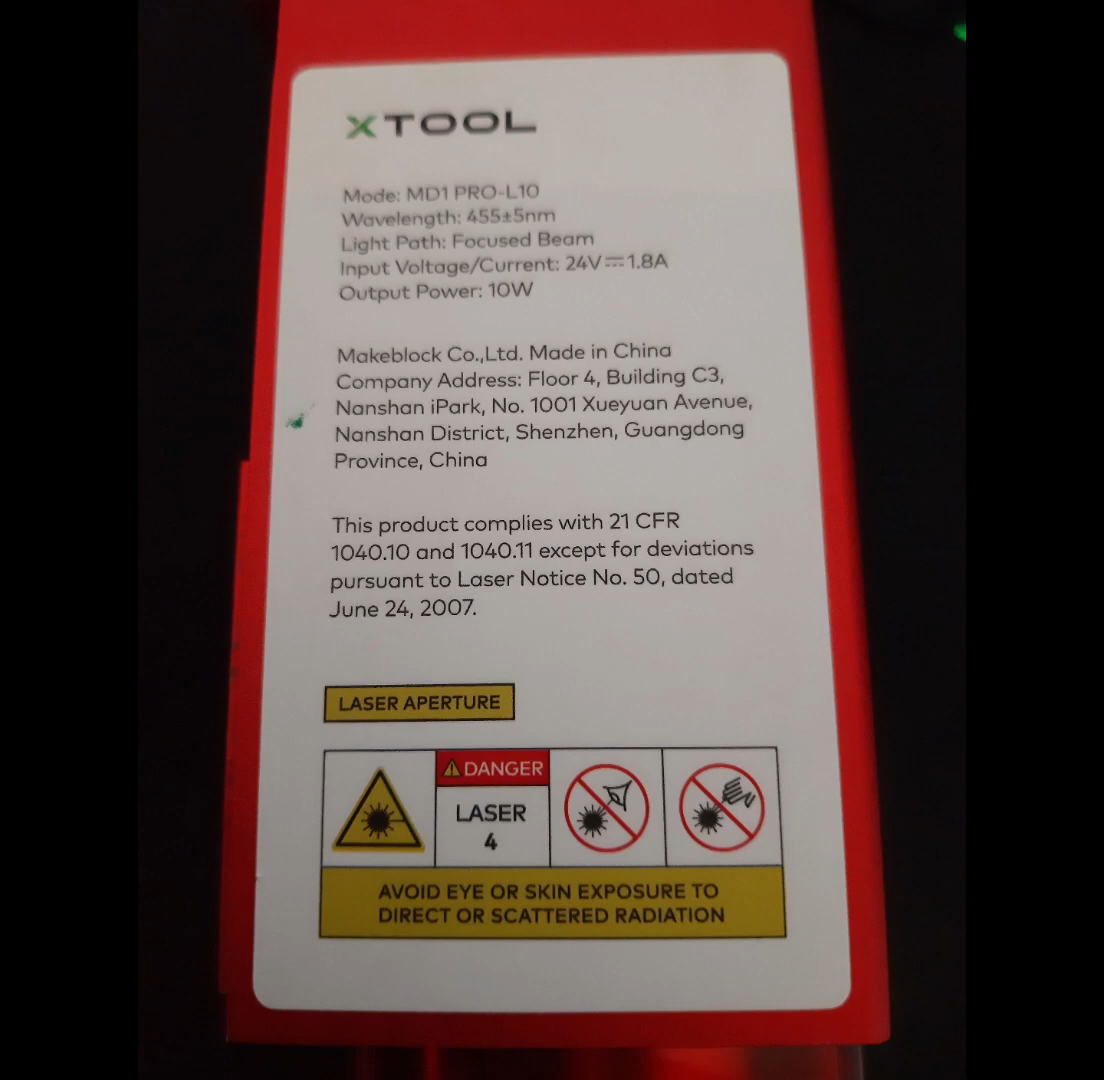 xTOOL
Mode: MD1 PRO-L10
Wavelength: 455±5nm
Light Path: Focused Beam
Input Voltage/Current: 24V⎓1.8A
Output Power: 10W
Makeblock Co.,Ltd. Made in China
Company Address: Floor 4, Building C3,
Nanshan iPark, No. 1001 Xueyuan Avenue,
Nanshan District, Shenzhen, Guangdong
Province, China
This product complies with 21 CFR
1040.10 and 1040.11 except for deviations
pursuant to Laser Notice No. 50, dated
June 24, 2007.
LASER APERTURE
DANGER
LASER
4
AVOID EYE OR SKIN EXPOSURE TO
DIRECT OR SCATTERED RADIATION